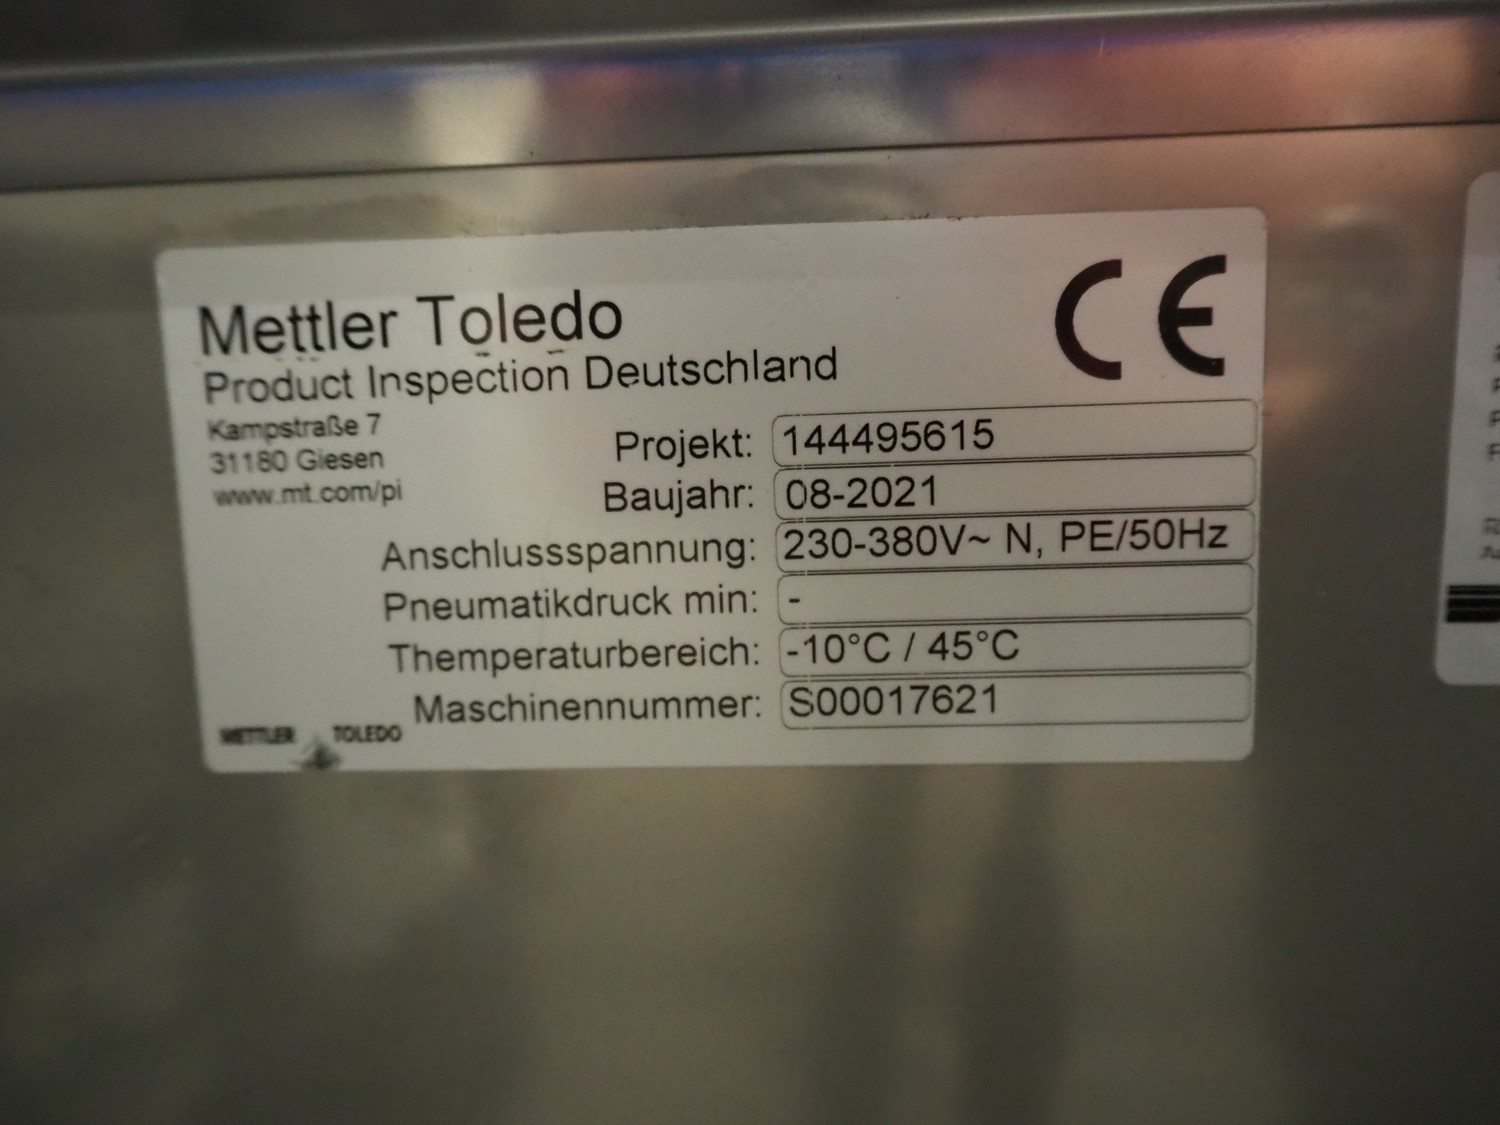 Mettler Toledo
CE
Product Inspection Deutschland
Kampstraße 7
31180 Giesen
www.mt.com/pi
Projekt: 144495615
Baujahr: 08-2021
Anschlussspannung: 230-380V~ N, PE/50Hz
Pneumatikdruck min: -
Themperaturbereich: -10°C / 45°C
Maschinennummer: S00017621
METTLER TOLEDO